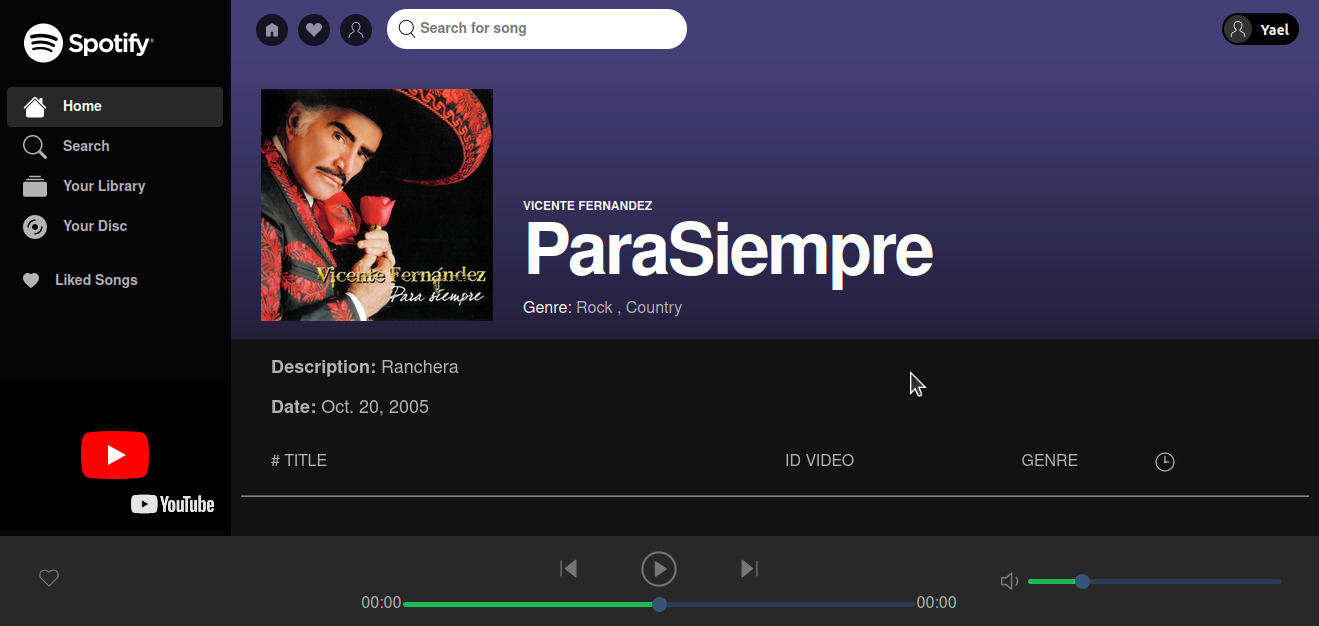 Spotify
Search for song
Yael
Home
Search
Your Library
Your Disc
Liked Songs
Vicente Fernández
Para siempre
VICENTE FERNANDEZ
ParaSiempre
Genre: Rock , Country
Description: Ranchera
Date: Oct. 20, 2005
# TITLE ID VIDEO GENRE
YouTube
00:00 00:00